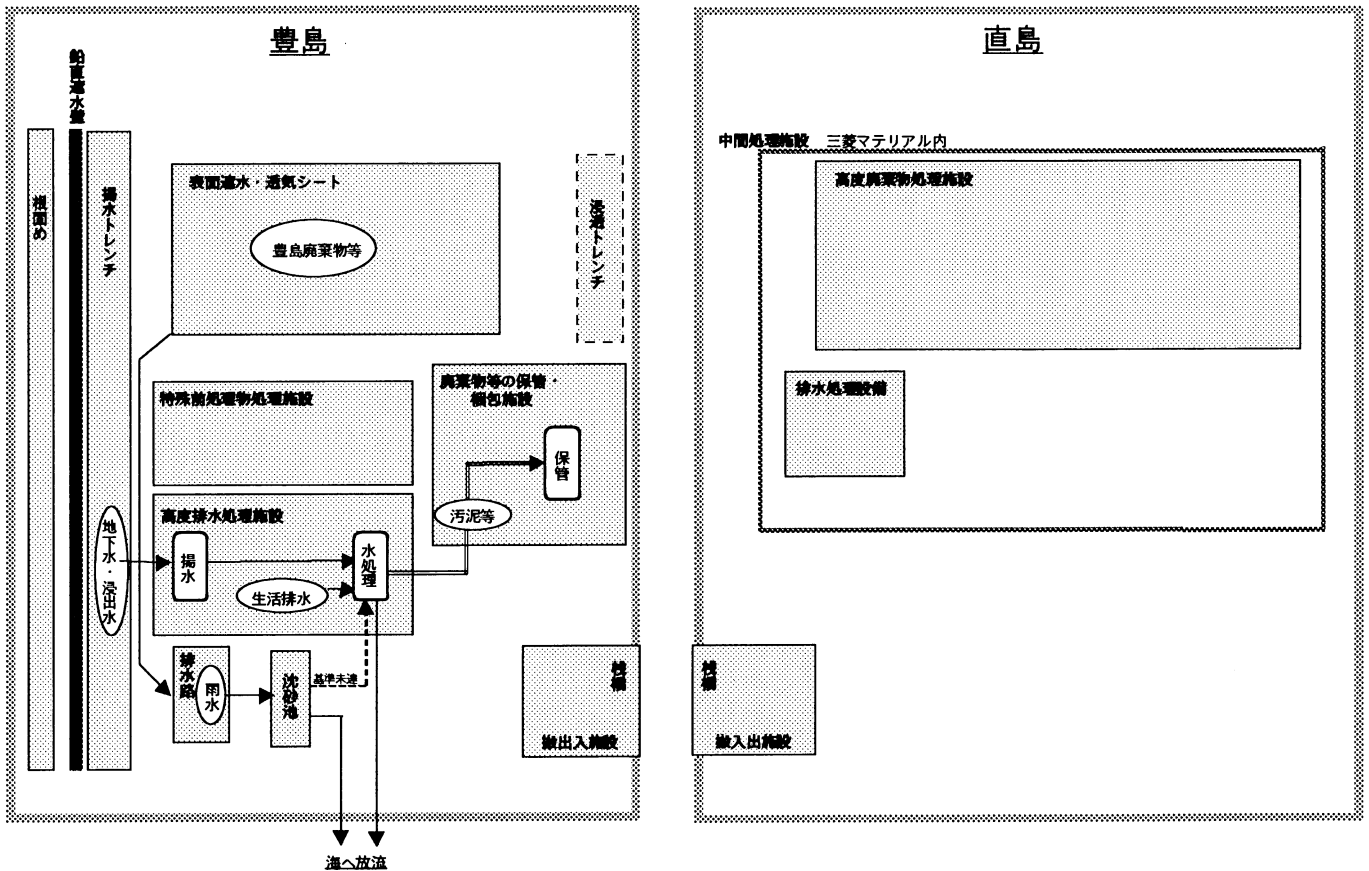 豊島
鉛直遮水壁
根固め
揚水トレンチ
表面遮水・透気シート
豊島廃棄物等
浸透トレンチ
特殊前処理物処理施設
廃棄物等の保管・
梱包施設
保管
汚泥等
高度排水処理施設
地下水・浸出水
揚水
水処理
生活排水
排水路
雨水
沈砂池
基準未達
桟橋
搬出入施設
海へ放流
直島
中間処理施設 三菱マテリアル内
高度廃棄物処理施設
排水処理設備
桟橋
搬入出施設